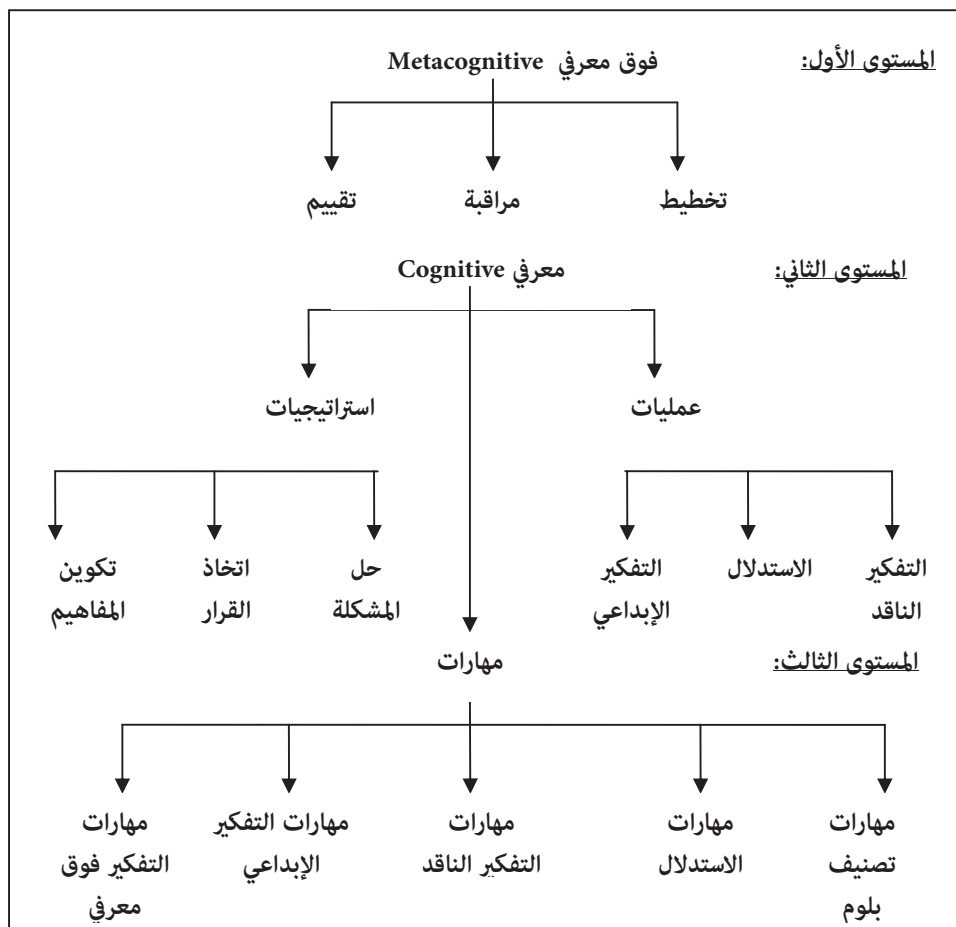 المستوى الأول: فوق معرفي Metacognitive
تخطيط مراقبة تقييم
المستوى الثاني: معرفي Cognitive
عمليات استراتيجيات
التفكير الاستدلال التفكير حل اتخاذ تكوين
الناقد الإبداعي المشكلة القرار المفاهيم
المستوى الثالث: مهارات
مهارات مهارات مهارات مهارات التفكير مهارات
تصنيف الاستدلال التفكير الناقد الإبداعي التفكير فوق
بلوم معرفي